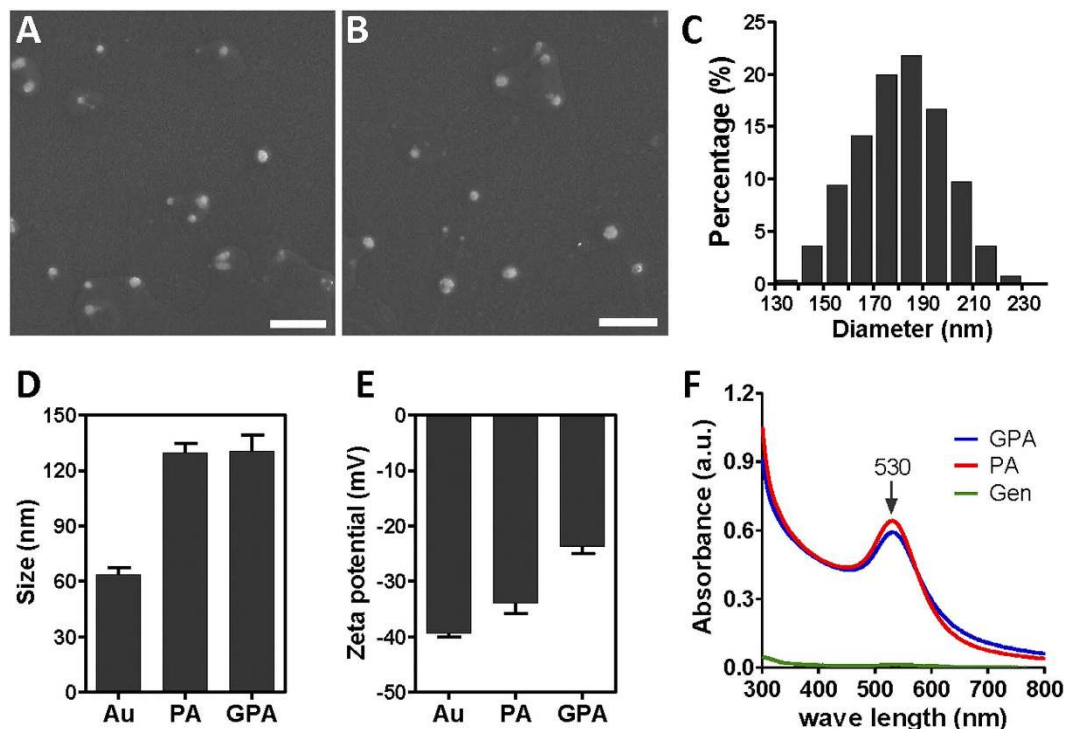 A
B
C
Percentage (%)
25
20
15
10
5
0
130 150 170 190 210 230
Diameter (nm)
D
Size (nm)
150
120
90
60
30
0
Au PA GPA
E
Zeta potential (mV)
0
-10
-20
-30
-40
-50
Au PA GPA
F
Absorbance (a.u.)
1.2
0.9
0.6
0.3
0.0
530
GPA
PA
Gen
300 400 500 600 700 800
wave length (nm)